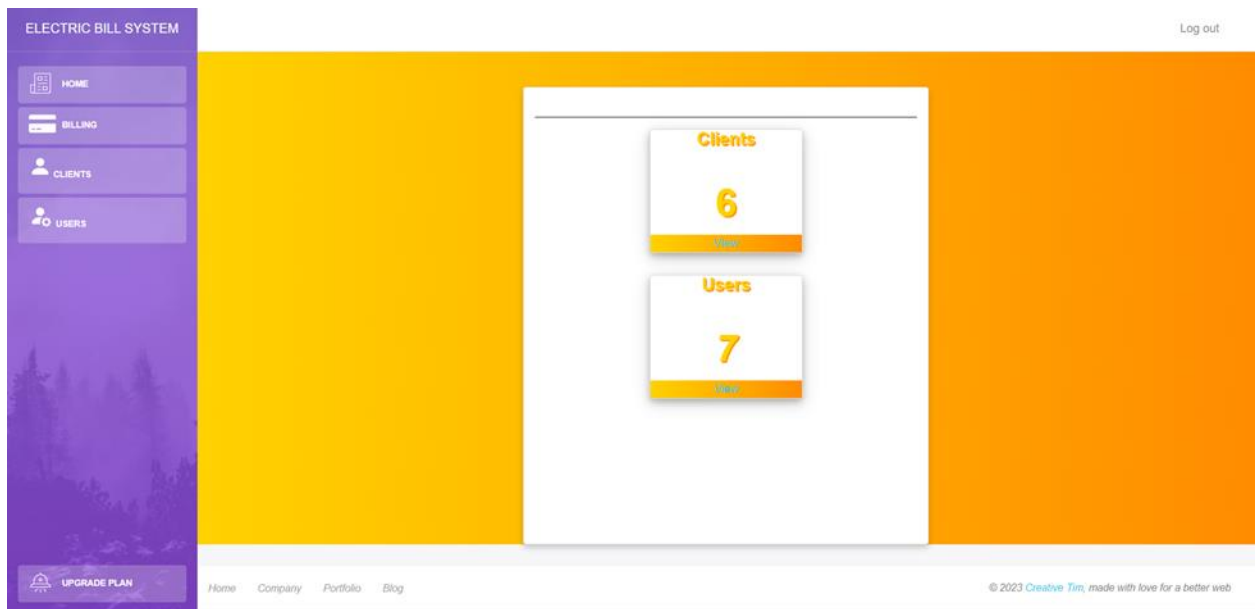 ELECTRIC BILL SYSTEM
Log out
HOME
BILLING
CLIENTS
USERS
UPGRADE PLAN
Clients
6
View
Users
7
View
Home Company Portfolio Blog
© 2023 Creative Tim, made with love for a better web